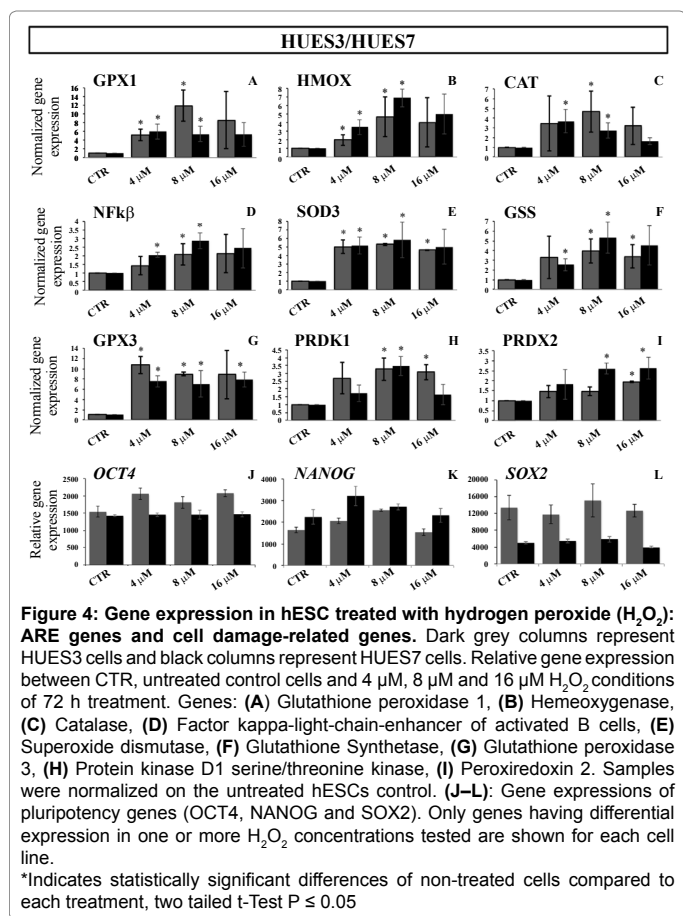 HUES3/HUES7
GPX1 A
HMOX B
CAT C
Normalized gene
expression
16
14
12
10
8
6
4
2
0
8
7
6
5
4
3
2
1
0
7
6
5
4
3
2
1
0
* * * *
* * * *
* * *
CTR 4 µM 8 µM 16 µM
CTR 4 µM 8 µM 16 µM
CTR 4 µM 8 µM 16 µM
NFkβ D
SOD3 E
GSS F
Normalized gene
expression
4
3.5
3
2.5
2
1.5
1
0.5
0
8
7
6
5
4
3
2
1
0
7
6
5
4
3
2
1
0
* * *
* * * * *
* * * *
CTR 4 µM 8 µM 16 µM
CTR 4 µM 8 µM 16 µM
CTR 4 µM 8 µM 16 µM
GPX3 G
PRDK1 H
PRDX2 I
Normalized gene
expression
16
14
12
10
8
6
4
2
0
5
4.5
4
3.5
3
2.5
2
1.5
1
0.5
0
3.5
3
2.5
2
1.5
1
0.5
0
* * * * *
* * *
* * *
CTR 4 µM 8 µM 16 µM
CTR 4 µM 8 µM 16 µM
CTR 4 µM 8 µM 16 µM
OCT4 J
NANOG K
SOX2 L
Relative gene
expression
2500
2000
1500
1000
500
0
4000
3000
2000
1000
0
20000
16000
12000
8000
4000
0
CTR 4 µM 8 µM 16 µM
CTR 4 µM 8 µM 16 µM
CTR 4 µM 8 µM 16 µM
Figure 4: Gene expression in hESC treated with hydrogen peroxide (H₂O₂):
ARE genes and cell damage-related genes. Dark grey columns represent
HUES3 cells and black columns represent HUES7 cells. Relative gene expression
between CTR, untreated control cells and 4 µM, 8 µM and 16 µM H₂O₂ conditions
of 72 h treatment. Genes: (A) Glutathione peroxidase 1, (B) Hemeoxygenase,
(C) Catalase, (D) Factor kappa-light-chain-enhancer of activated B cells, (E)
Superoxide dismutase, (F) Glutathione Synthetase, (G) Glutathione peroxidase
3, (H) Protein kinase D1 serine/threonine kinase, (I) Peroxiredoxin 2. Samples
were normalized on the untreated hESCs control. (J–L): Gene expressions of
pluripotency genes (OCT4, NANOG and SOX2). Only genes having differential
expression in one or more H₂O₂ concentrations tested are shown for each cell
line.
*Indicates statistically significant differences of non-treated cells compared to
each treatment, two tailed t-Test P ≤ 0.05